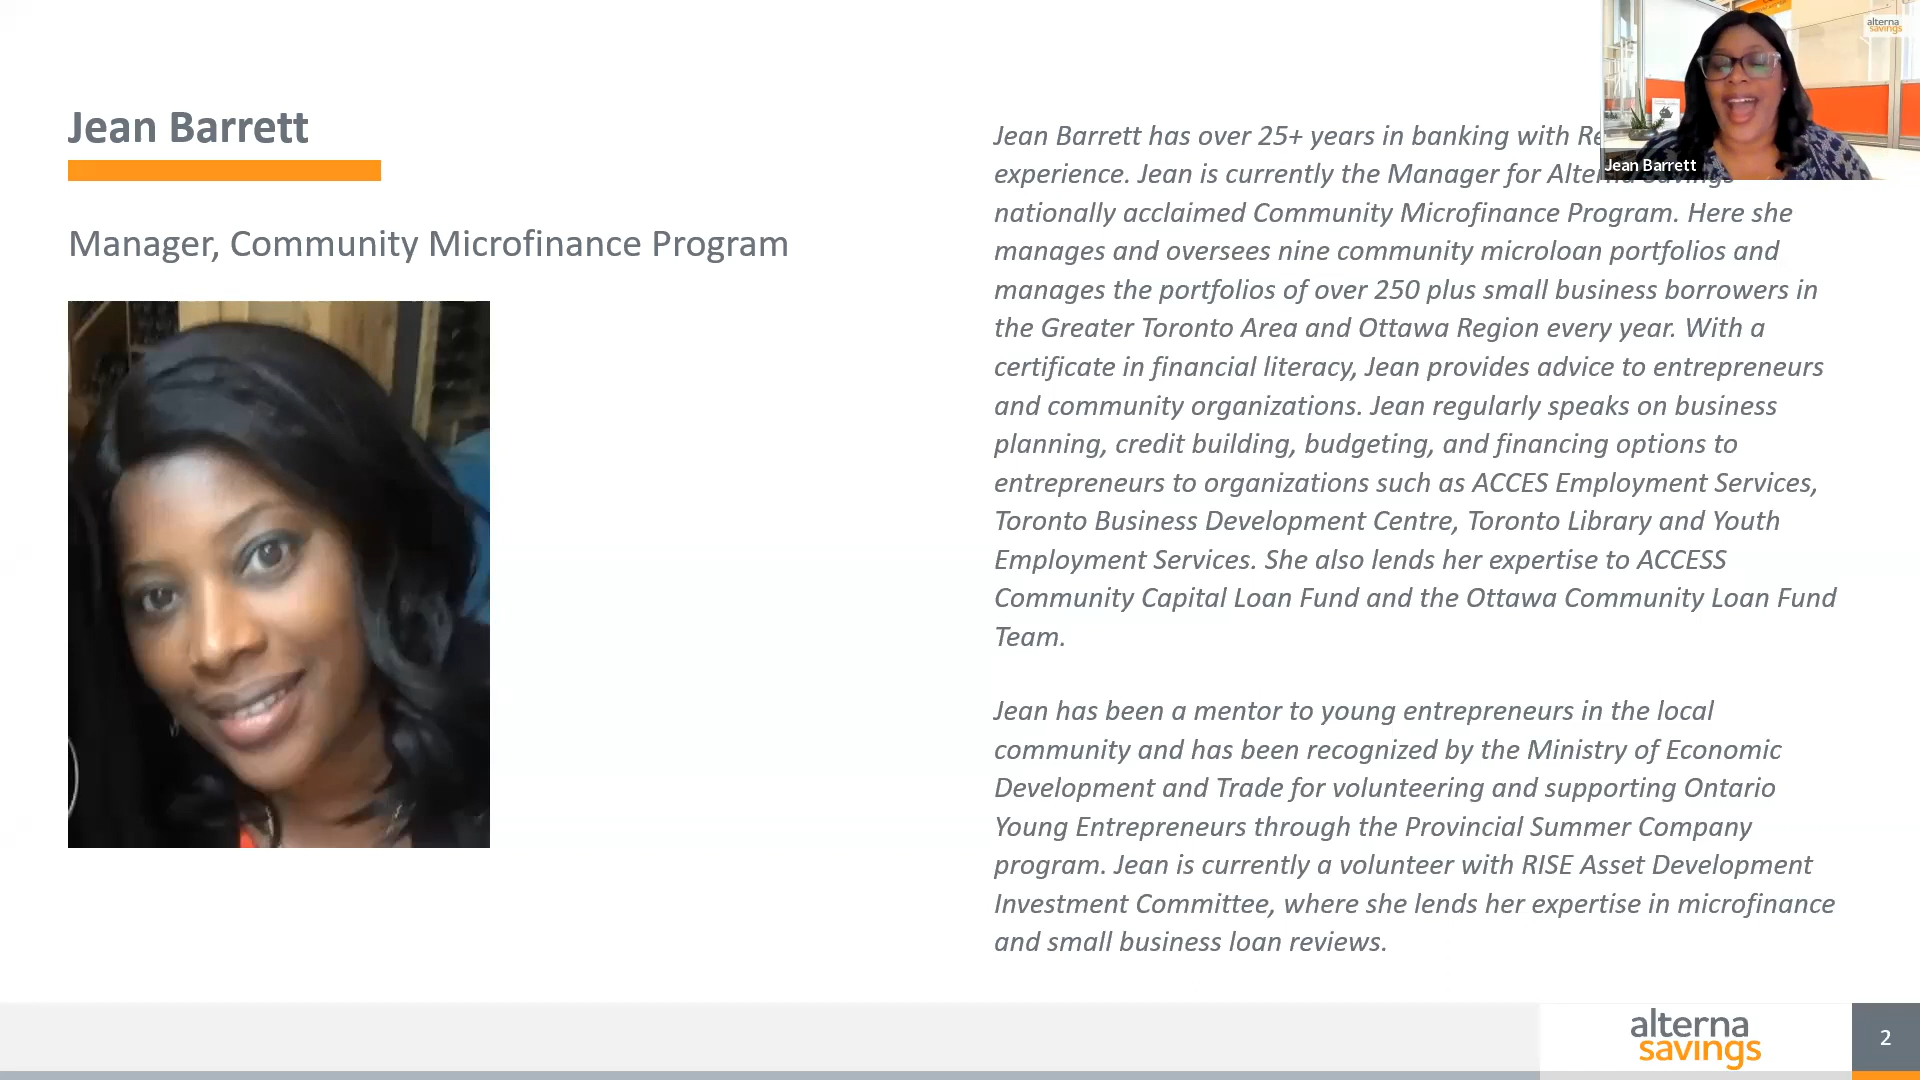 Jean Barrett
Manager, Community Microfinance Program
Jean Barrett has over 25+ years in banking with
experience. Jean is currently the Manager for Alterna Savings
nationally acclaimed Community Microfinance Program. Here she
manages and oversees nine community microloan portfolios and
manages the portfolios of over 250 plus small business borrowers in
the Greater Toronto Area and Ottawa Region every year. With a
certificate in financial literacy, Jean provides advice to entrepreneurs
and community organizations. Jean regularly speaks on business
planning, credit building, budgeting, and financing options to
entrepreneurs to organizations such as ACCES Employment Services,
Toronto Business Development Centre, Toronto Library and Youth
Employment Services. She also lends her expertise to ACCESS
Community Capital Loan Fund and the Ottawa Community Loan Fund
Team.
Jean has been a mentor to young entrepreneurs in the local
community and has been recognized by the Ministry of Economic
Development and Trade for volunteering and supporting Ontario
Young Entrepreneurs through the Provincial Summer Company
program. Jean is currently a volunteer with RISE Asset Development
Investment Committee, where she lends her expertise in microfinance
and small business loan reviews.
alterna
savings
Jean Barrett
alterna
savings
2